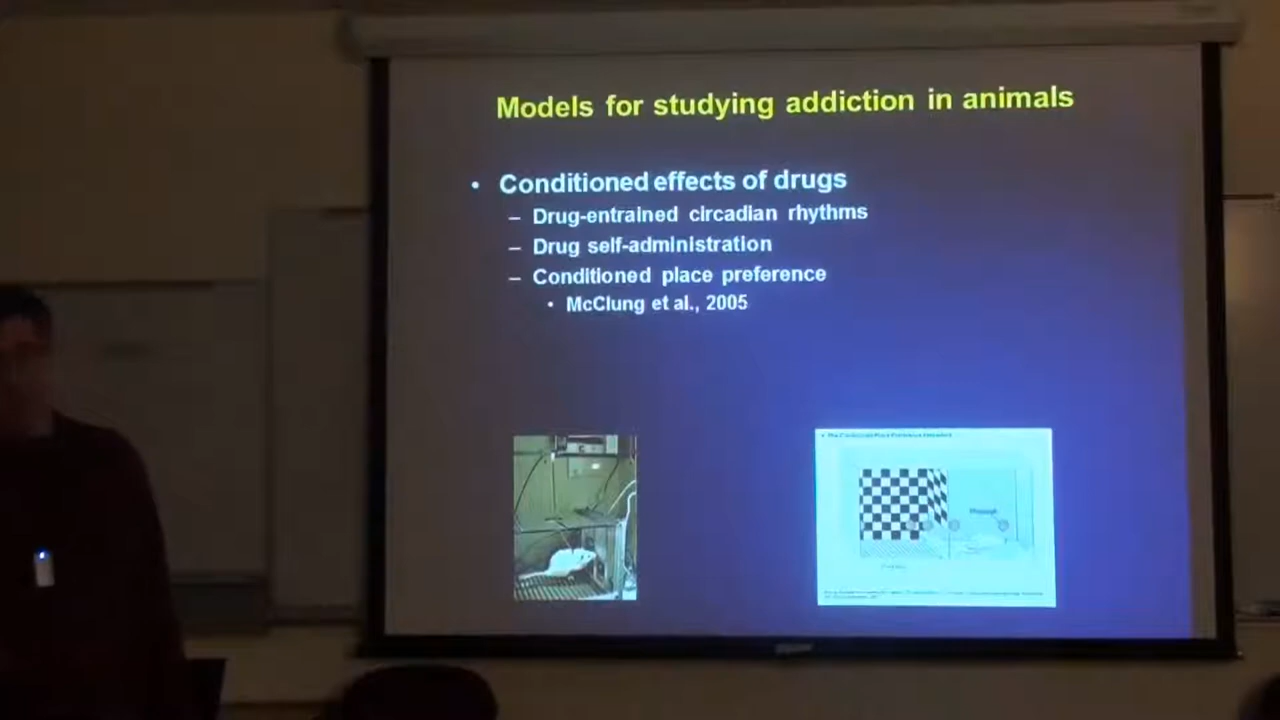 Models for studying addiction in animals
• Conditioned effects of drugs
– Drug-entrained circadian rhythms
– Drug self-administration
– Conditioned place preference
• McClung et al., 2005